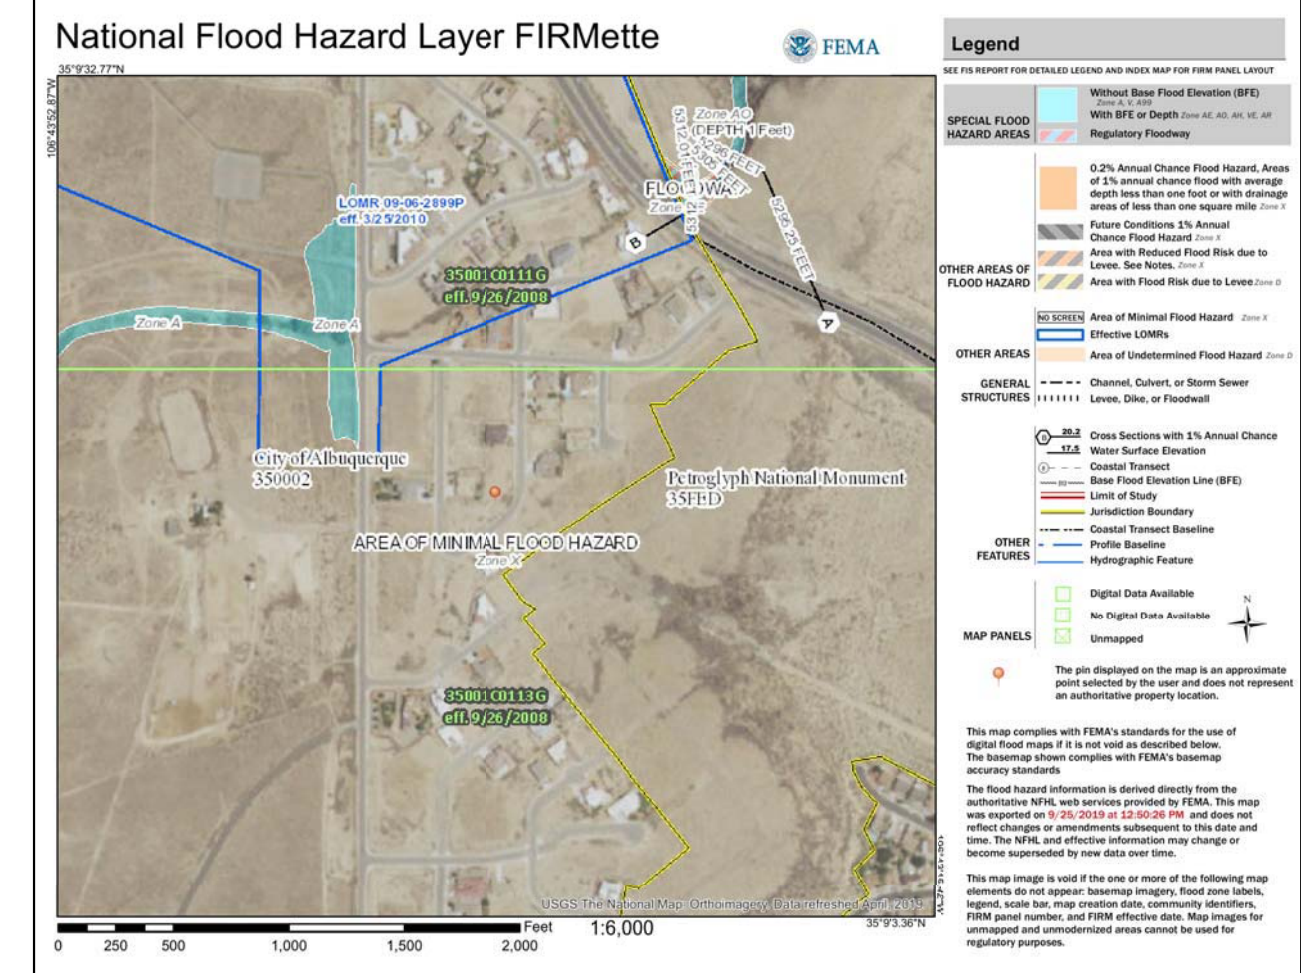 National Flood Hazard Layer FIRMette
FEMA
35°9'32.77"N
106°43'52.87"W
Zone AO
(DEPTH 1 Feet)
5296 FEET
5305 FEET
FLOODWAY
Zone
5295.25 FEET
B
A
LOMR 09-06-2899P
eff. 3/25/2010
35001C0111G
eff. 9/26/2008
Zone A
Zone A
City of Albuquerque
350002
Petroglyph National Monument
35FED
AREA OF MINIMAL FLOOD HAZARD
Zone X
35001C0113G
eff. 9/26/2008
USGS The National Map: Orthoimagery. Data refreshed April, 2019
35°9'3.36"N
0 250 500 1,000 1,500 2,000
Feet
1:6,000
Legend
SEE FIS REPORT FOR DETAILED LEGEND AND INDEX MAP FOR FIRM PANEL LAYOUT
SPECIAL FLOOD
HAZARD AREAS
Without Base Flood Elevation (BFE)
Zone A, V, A99
With BFE or Depth Zone AE, AO, AH, VE, AR
Regulatory Floodway
OTHER AREAS OF
FLOOD HAZARD
0.2% Annual Chance Flood Hazard, Areas
of 1% annual chance flood with average
depth less than one foot or with drainage
areas of less than one square mile Zone X
Future Conditions 1% Annual
Chance Flood Hazard Zone X
Area with Reduced Flood Risk due to
Levee. See Notes. Zone X
Area with Flood Risk due to Levee Zone D
OTHER AREAS
NO SCREEN Area of Minimal Flood Hazard Zone X
Effective LOMRs
Area of Undetermined Flood Hazard Zone D
GENERAL
STRUCTURES
Channel, Culvert, or Storm Sewer
Levee, Dike, or Floodwall
OTHER
FEATURES
B 20.2 Cross Sections with 1% Annual Chance
17.5 Water Surface Elevation
8 Coastal Transect
Base Flood Elevation Line (BFE)
Limit of Study
Jurisdiction Boundary
Coastal Transect Baseline
Profile Baseline
Hydrographic Feature
MAP PANELS
Digital Data Available
No Digital Data Available
Unmapped
N
The pin displayed on the map is an approximate
point selected by the user and does not represent
an authoritative property location.
This map complies with FEMA's standards for the use of
digital flood maps if it is not void as described below.
The basemap shown complies with FEMA's basemap
accuracy standards
The flood hazard information is derived directly from the
authoritative NFHL web services provided by FEMA. This map
was exported on 9/25/2019 at 12:50:26 PM and does not
reflect changes or amendments subsequent to this date and
time. The NFHL and effective information may change or
become superseded by new data over time.
This map image is void if the one or more of the following map
elements do not appear: basemap imagery, flood zone labels,
legend, scale bar, map creation date, community identifiers,
FIRM panel number, and FIRM effective date. Map images for
unmapped and unmodernized areas cannot be used for
regulatory purposes.